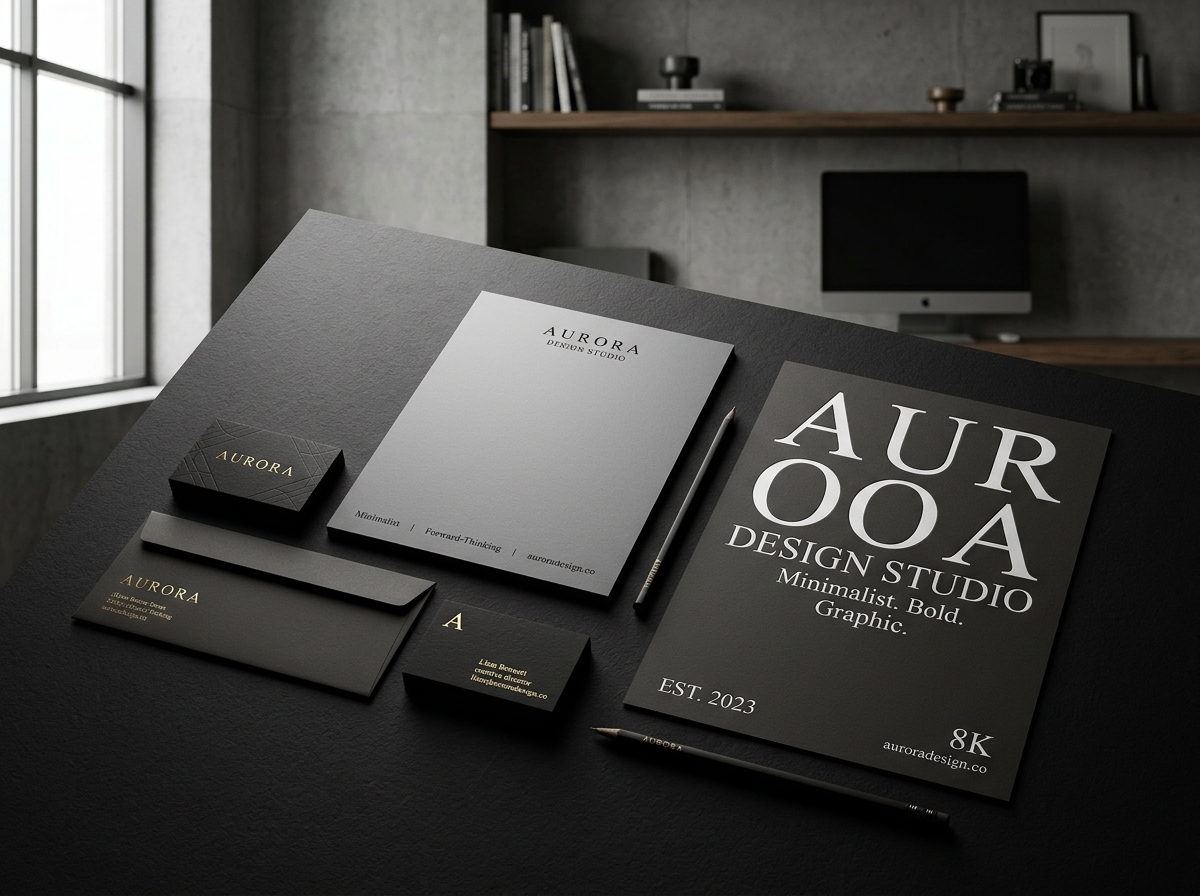 AURORA
DESIGN STUDIO
Minimalist / Forward-Thinking / auroradesign.co
AURORA
AURORA
A
AURORA
AUR
OOA
DESIGN STUDIO
Minimalist. Bold.
Graphic.
EST. 2023
8K
auroradesign.co